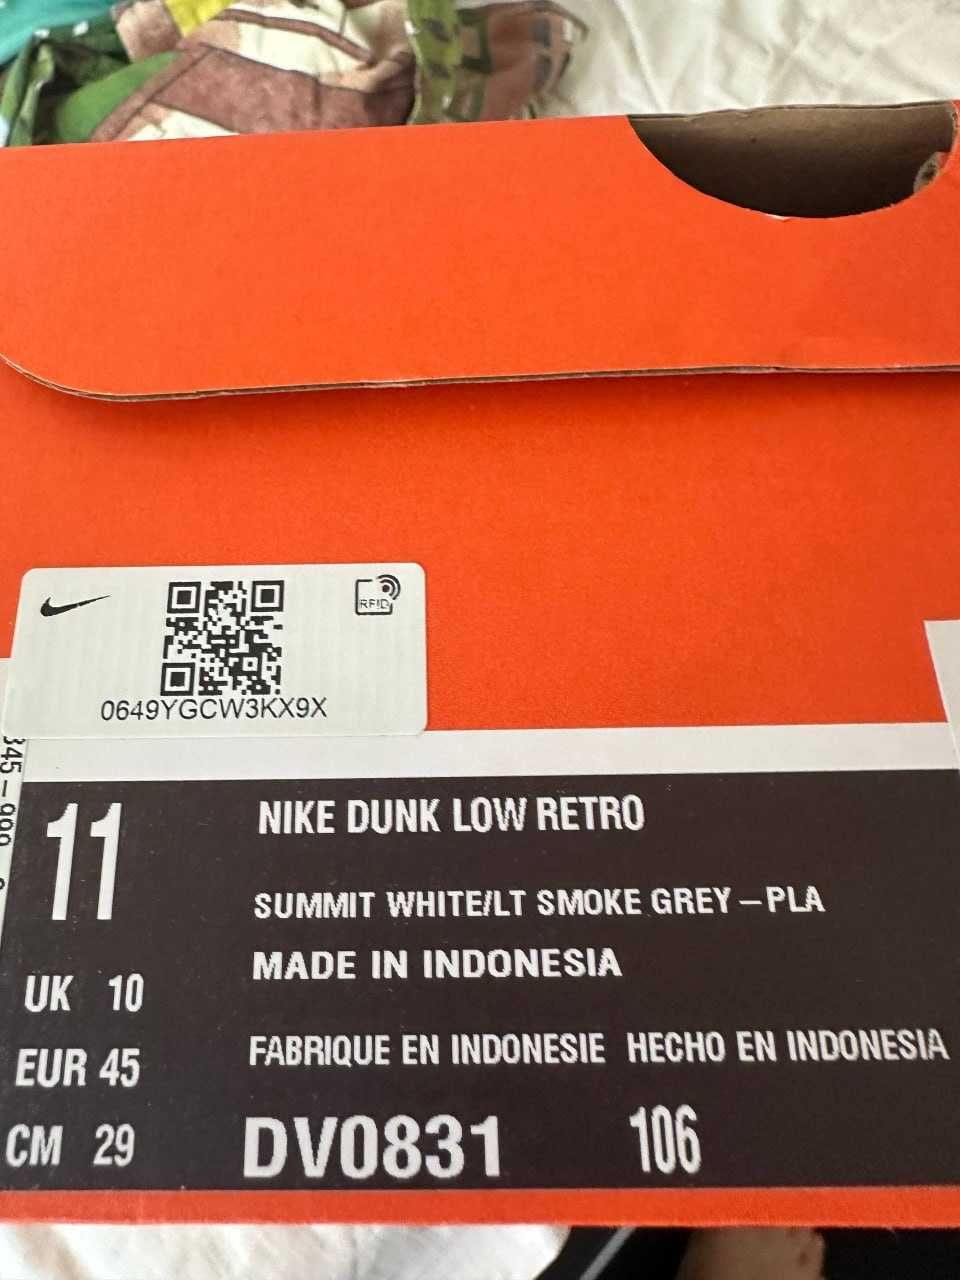 RFID
0649YGCW3KX9X
11
NIKE DUNK LOW RETRO
SUMMIT WHITE/LT SMOKE GREY-PLA
MADE IN INDONESIA
UK 10
EUR 45
FABRIQUE EN INDONESIE HECHO EN INDONESIA
CM 29
DV0831 106